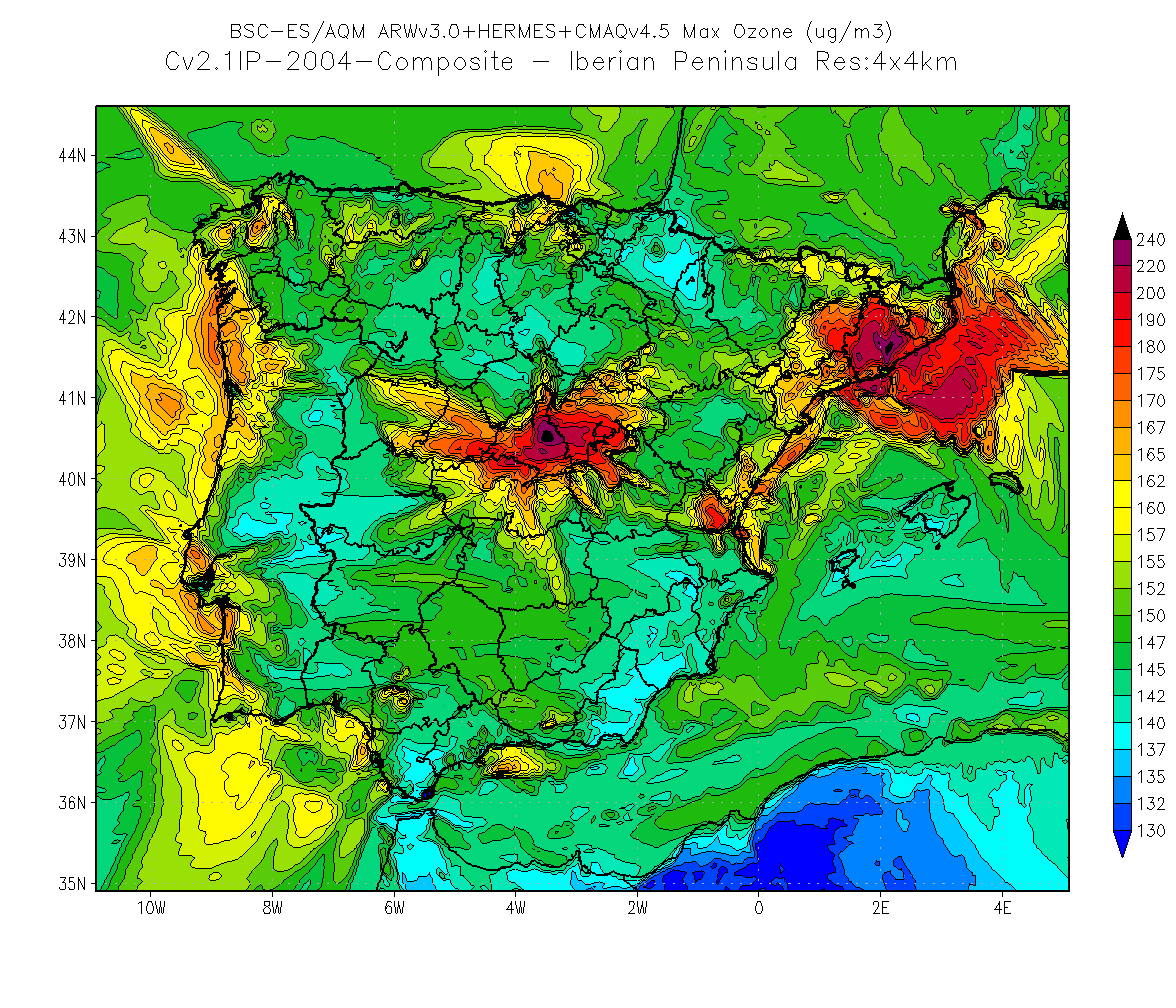 BSC-ES/AQM ARWv3.0+HERMES+CMAQv4.5 Max Ozone (ug/m3)
Cv2.1IP-2004-Composite - Iberian Peninsula Res:4x4km
44N
43N
42N
41N
40N
39N
38N
37N
36N
35N
10W 8W 6W 4W 2W 0 2E 4E
240
220
200
190
180
175
170
167
165
162
160
157
155
152
150
147
145
142
140
137
135
132
130